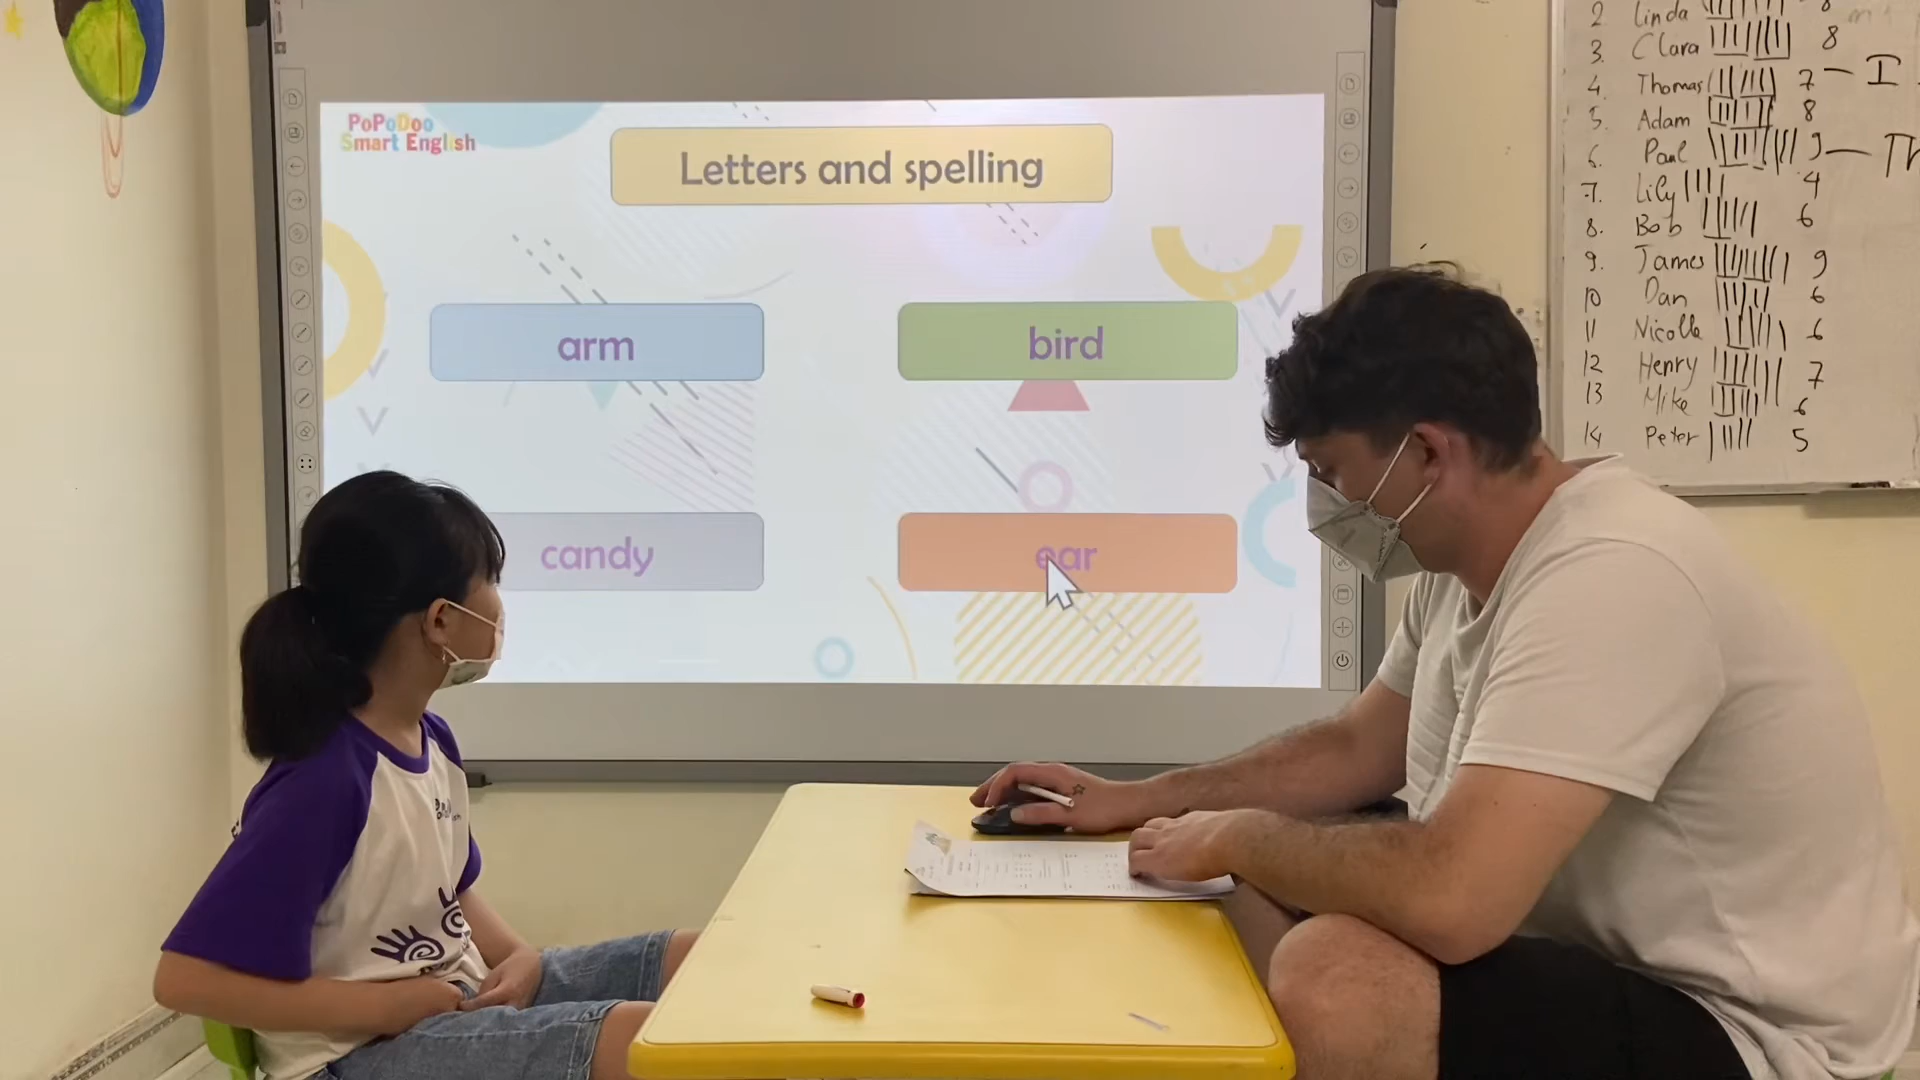 PoPoDoo
Smart English
Letters and spelling
arm
bird
candy
ear
2. Linda 8
3. Clara 8
4. Thomas 7 – I
5. Adam 8
6. Paul 9 – Th
7. Lily 4
8. Bob 6
9. James 9
10 Dan 6
11 Nicolle 6
12 Henry 7
13 Mike 6
14 Peter 5